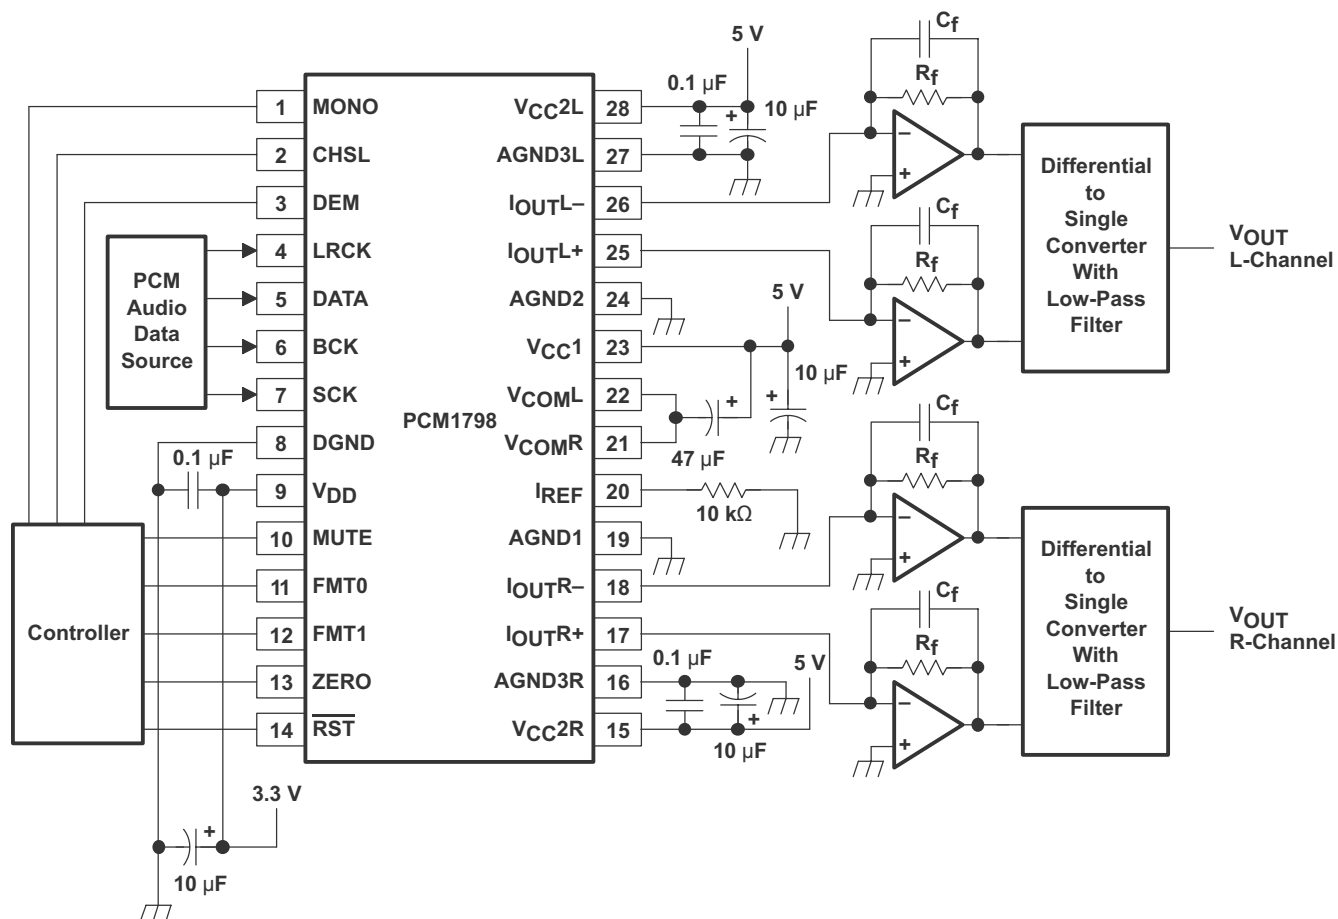 5 V
0.1 µF
10 µF
+
Cf
Rf
–
+
1 MONO
2 CHSL
3 DEM
4 LRCK
5 DATA
6 BCK
7 SCK
8 DGND
9 VDD
10 MUTE
11 FMT0
12 FMT1
13 ZERO
14 RST
PCM1798
VCC2L 28
AGND3L 27
IOUTL– 26
IOUTL+ 25
AGND2 24
VCC1 23
VCOML 22
VCOMR 21
IREF 20
AGND1 19
IOUTR– 18
IOUTR+ 17
AGND3R 16
VCC2R 15
PCM
Audio
Data
Source
0.1 µF
Controller
3.3 V
+
10 µF
Cf
Rf
–
+
5 V
10 µF
+
+
47 µF
10 kΩ
Differential
to
Single
Converter
With
Low-Pass
Filter
VOUT
L-Channel
Cf
Rf
–
+
Cf
Rf
–
+
0.1 µF
5 V
+
10 µF
Differential
to
Single
Converter
With
Low-Pass
Filter
VOUT
R-Channel